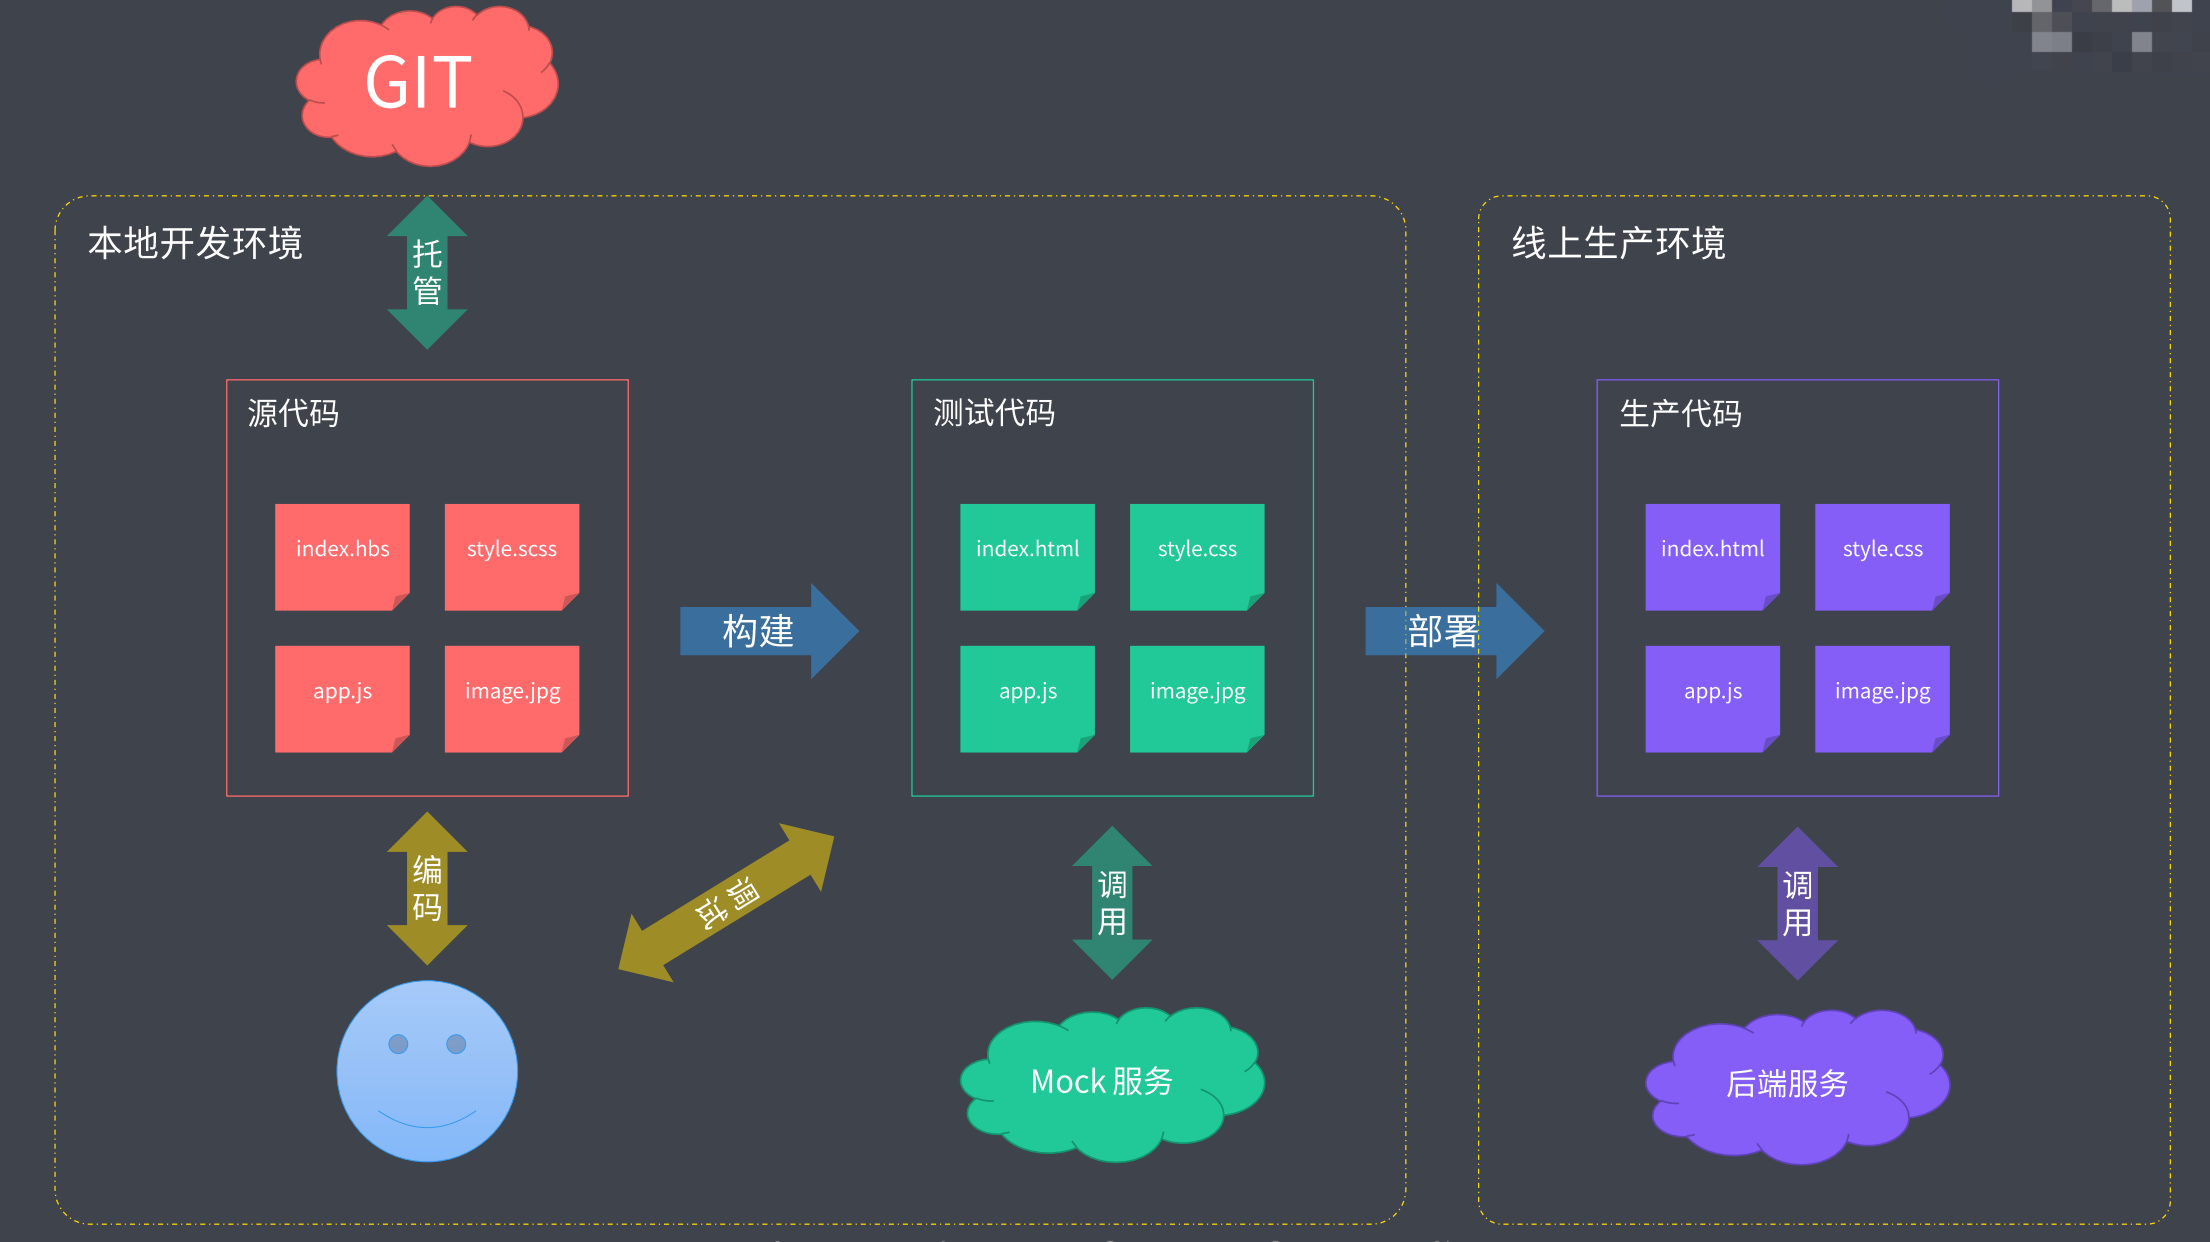 GIT
本地开发环境
托
管
线上生产环境
源代码
测试代码
生产代码
index.hbs
style.scss
index.html
style.css
index.html
style.css
构建
部署
app.js
image.jpg
app.js
image.jpg
app.js
image.jpg
编
码
调
试
调
用
调
用
Mock 服务
后端服务